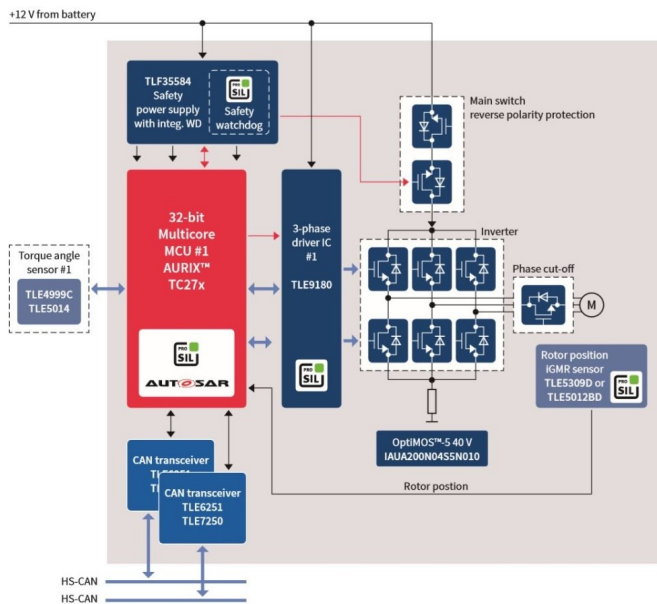 +12 V from battery
TLF35584
Safety
power supply
with integ. WD
PRO
SIL
Safety
watchdog
Main switch
reverse polarity protection
32-bit
Multicore
MCU #1
AURIX™
TC27x
PRO
SIL
AUTOSAR
3-phase
driver IC
#1
TLE9180
PRO
SIL
Torque angle
sensor #1
TLE4999C
TLE5014
Inverter
Phase cut-off
M
Rotor position
iGMR sensor
TLE5309D or
TLE5012BD
PRO
SIL
OptiMOS™-5 40 V
IAUA200N04S5N010
Rotor postion
CAN transceiver
CAN transceiver
TLE6251
TLE7250
HS-CAN
HS-CAN